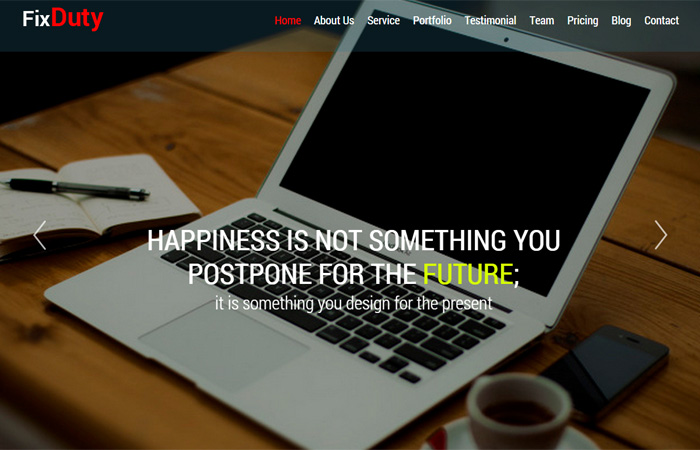 FixDuty
Home About Us Service Portfolio Testimonial Team Pricing Blog Contact
HAPPINESS IS NOT SOMETHING YOU
POSTPONE FOR THE FUTURE;
it is something you design for the present